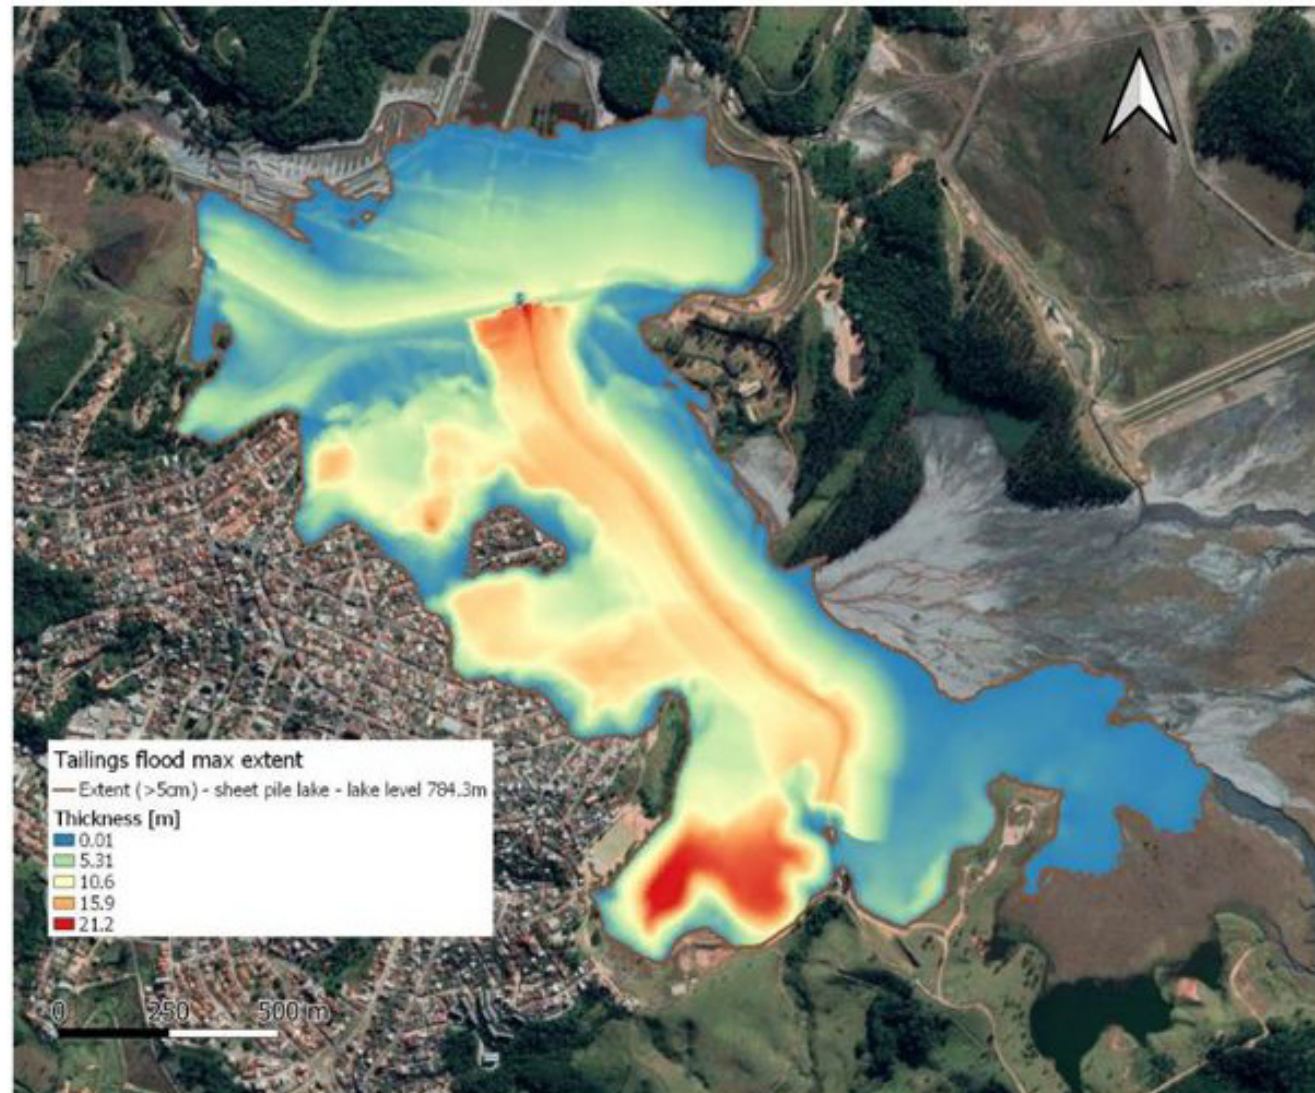 Tailings flood max extent
Extent (>5cm) - sheet pile lake - lake level 784.3m
Thickness [m]
0.01
5.31
10.6
15.9
21.2
0 250 500 m